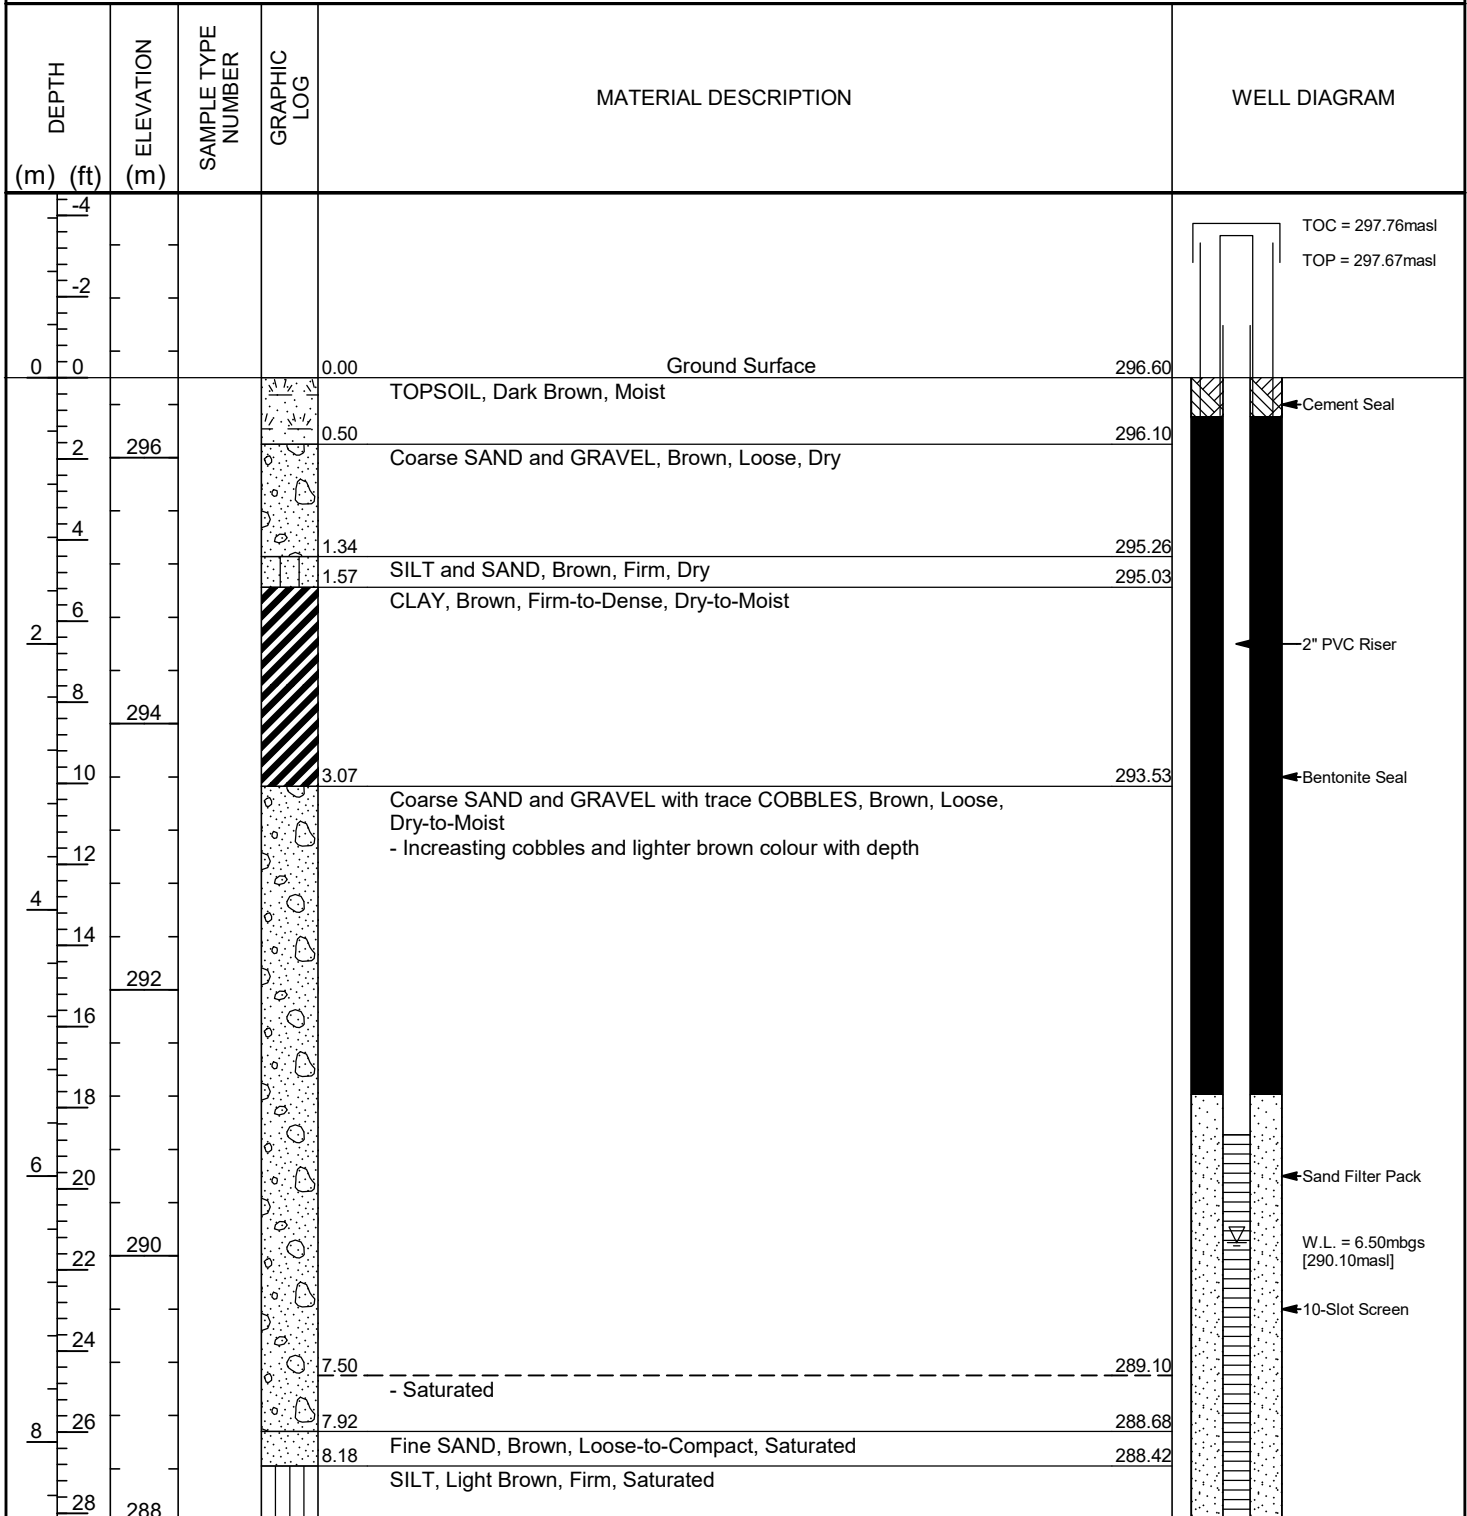 DEPTH
(m) (ft)
ELEVATION
(m)
SAMPLE TYPE
NUMBER
GRAPHIC
LOG
MATERIAL DESCRIPTION
WELL DIAGRAM
-4
TOC = 297.76masl
TOP = 297.67masl
-2
0 0 0.00 Ground Surface 296.60
TOPSOIL, Dark Brown, Moist
Cement Seal
0.50 296.10
2 296
Coarse SAND and GRAVEL, Brown, Loose, Dry
4
1.34 295.26
SILT and SAND, Brown, Firm, Dry
1.57 295.03
CLAY, Brown, Firm-to-Dense, Dry-to-Moist
6
2
2" PVC Riser
8
294
10 3.07 293.53
Bentonite Seal
Coarse SAND and GRAVEL with trace COBBLES, Brown, Loose,
Dry-to-Moist
- Increasting cobbles and lighter brown colour with depth
12
4
14
292
16
18
6
20
Sand Filter Pack
290
W.L. = 6.50mbgs
[290.10masl]
22
10-Slot Screen
24
7.50 289.10
- Saturated
26 7.92 288.68
8
Fine SAND, Brown, Loose-to-Compact, Saturated
8.18 288.42
SILT, Light Brown, Firm, Saturated
28 288